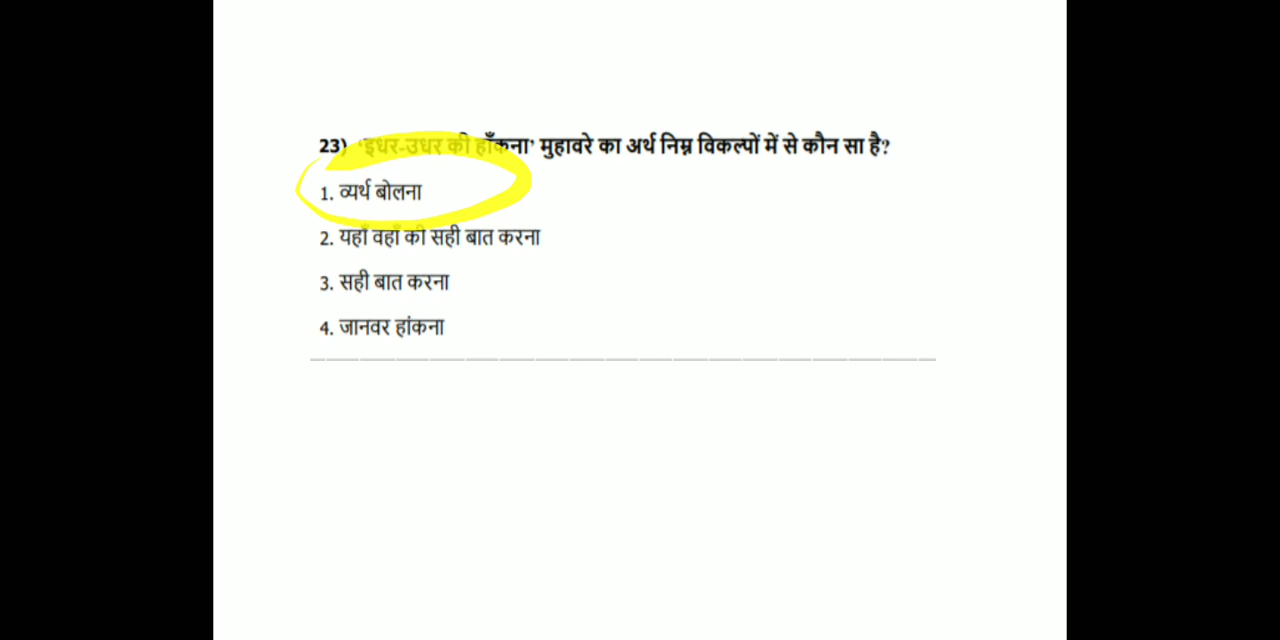 23) ‘इधर-उधर की हाँकना’ मुहावरे का अर्थ निम्न विकल्पों में से कौन सा है?
1. व्यर्थ बोलना
2. यहाँ वहाँ की सही बात करना
3. सही बात करना
4. जानवर हांकना